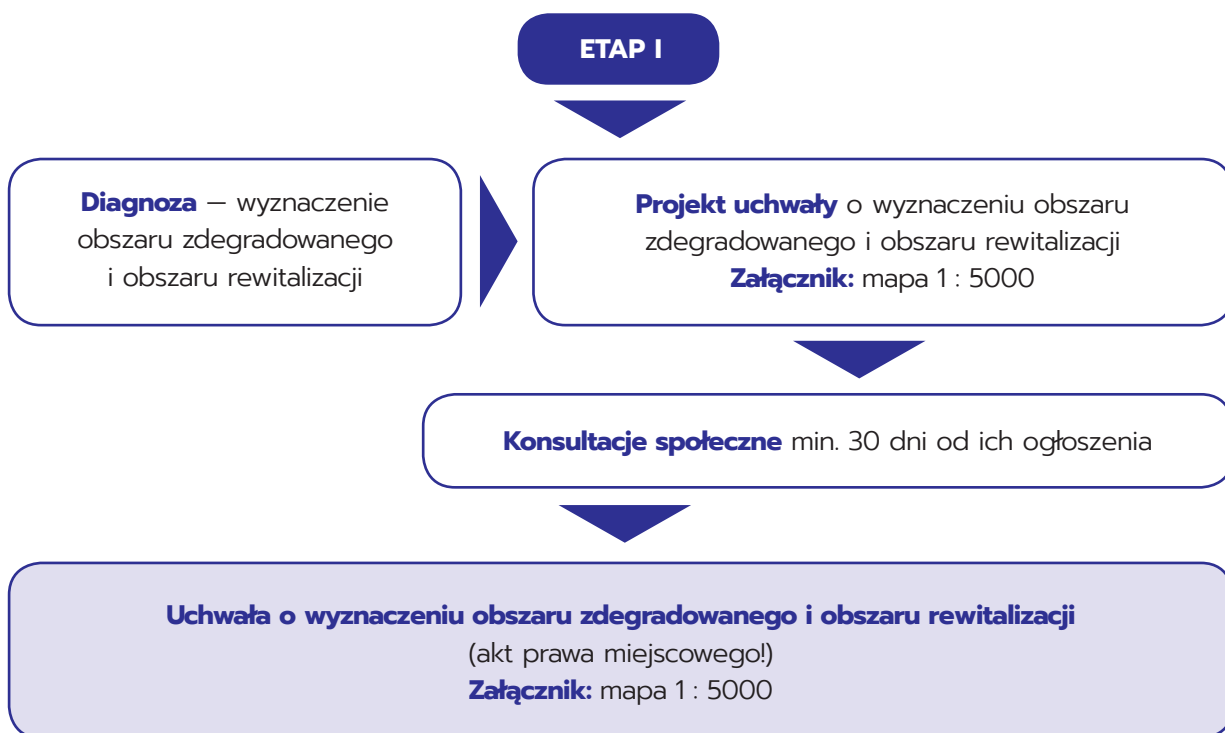 ETAP I
Diagnoza – wyznaczenie
obszaru zdegradowanego
i obszaru rewitalizacji
Projekt uchwały o wyznaczeniu obszaru
zdegradowanego i obszaru rewitalizacji
Załącznik: mapa 1 : 5000
Konsultacje społeczne min. 30 dni od ich ogłoszenia
Uchwała o wyznaczeniu obszaru zdegradowanego i obszaru rewitalizacji
(akt prawa miejscowego!)
Załącznik: mapa 1 : 5000